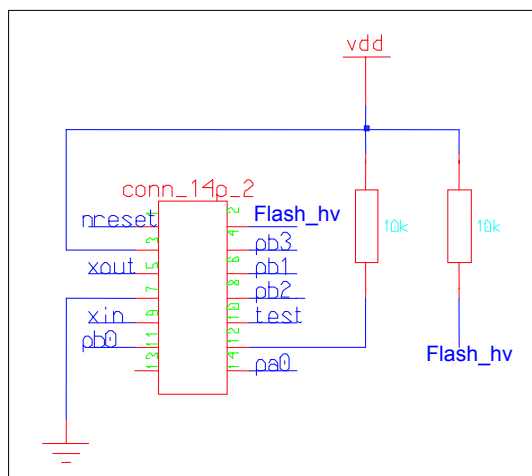 vdd
conn_14p_2
1
2
nreset
Flash_hv
3
4
pb3
10k
10k
xout
5
6
pb1
7
8
pb2
xin
9
10
test
pb0
11
12
Flash_hv
13
14
pa0